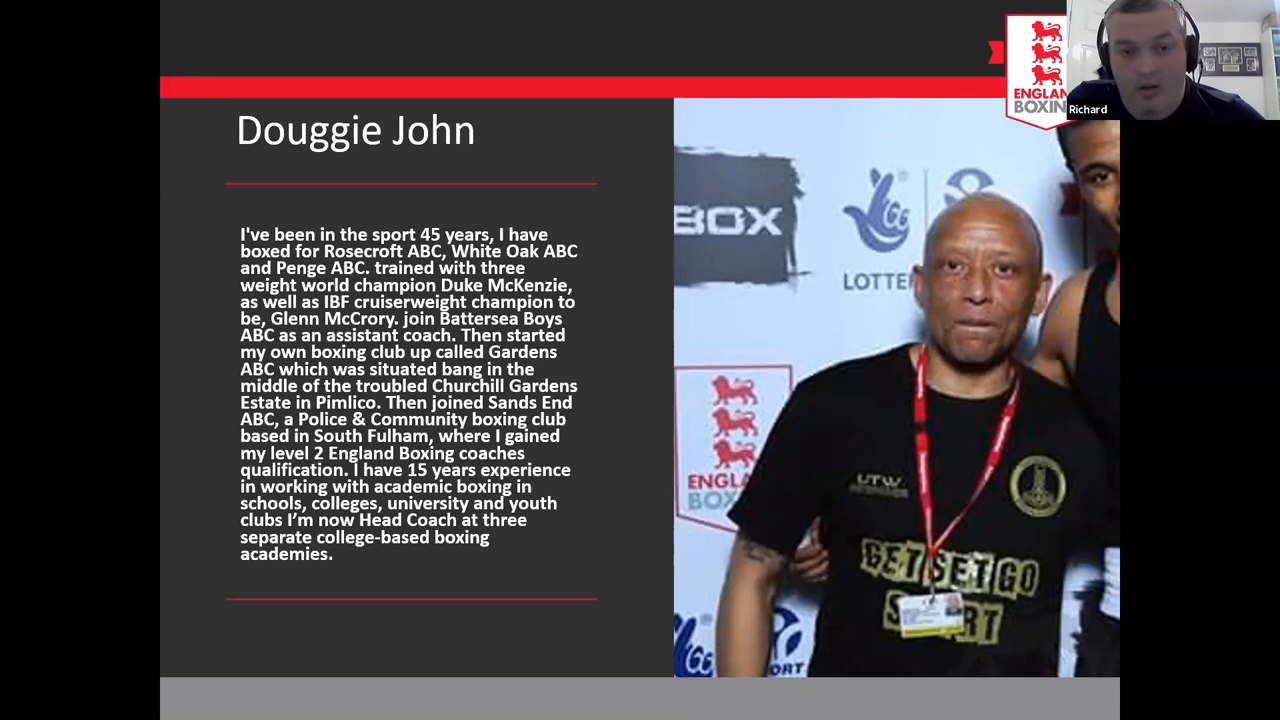 Douggie John
I've been in the sport 45 years, I have
boxed for Rosecroft ABC, White Oak ABC
and Penge ABC. trained with three
weight world champion Duke McKenzie,
as well as IBF cruiserweight champion to
be, Glenn McCrory. join Battersea Boys
ABC as an assistant coach. Then started
my own boxing club up called Gardens
ABC which was situated bang in the
middle of the troubled Churchill Gardens
Estate in Pimlico. Then joined Sands End
ABC, a Police & Community boxing club
based in South Fulham, where I gained
my level 2 England Boxing coaches
qualification. I have 15 years experience
in working with academic boxing in
schools, colleges, university and youth
clubs I'm now Head Coach at three
separate college-based boxing
academies.
ENGLAN
BOXIN
Richard
BOX
LOTTE
ENGLA
BOX
UTW
GET SET GO
ORT